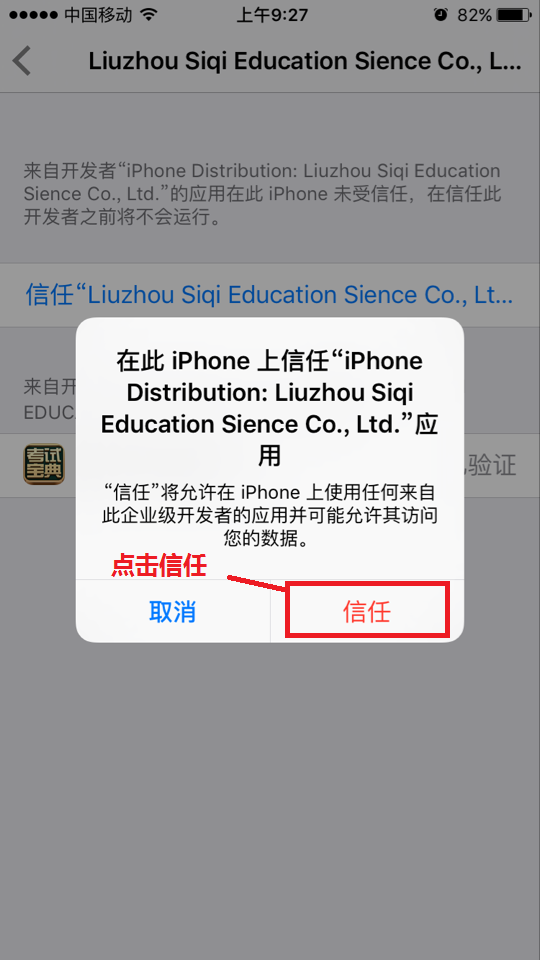 中国移动
上午9:27
82%
Liuzhou Siqi Education Sience Co., L...
来自开发者“iPhone Distribution: Liuzhou Siqi Education
Sience Co., Ltd.”的应用在此 iPhone 未受信任，在信任此
开发者之前将不会运行。
信任“Liuzhou Siqi Education Sience Co., Lt...
在此 iPhone 上信任“iPhone
Distribution: Liuzhou Siqi
Education Sience Co., Ltd.”应
用
来自开
EDUC
考试
宝典
验证
“信任”将允许在 iPhone 上使用任何来自
此企业级开发者的应用并可能允许其访问
您的数据。
点击信任
取消
信任